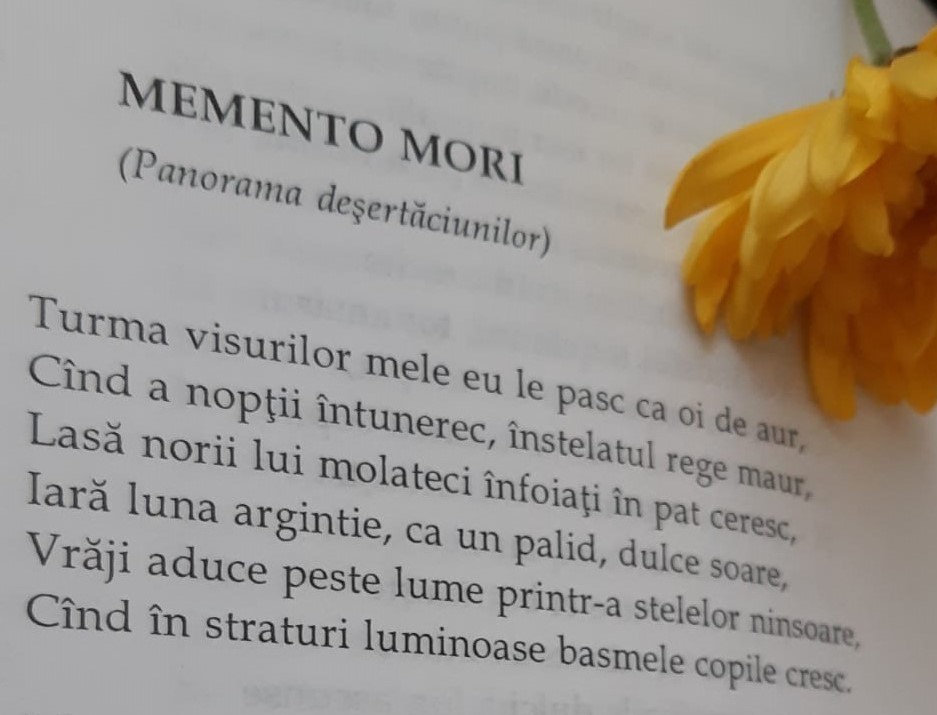 MEMENTO MORI
(Panorama deşertăciunilor)
Turma visurilor mele eu le pasc ca oi de aur,
Cînd a nopţii întunerec, înstelatul rege maur,
Lasă norii lui molateci înfoiaţi în pat ceresc,
Iară luna argintie, ca un palid, dulce soare,
Vrăji aduce peste lume printr-a stelelor ninsoare,
Cînd în straturi luminoase basmele copile cresc.